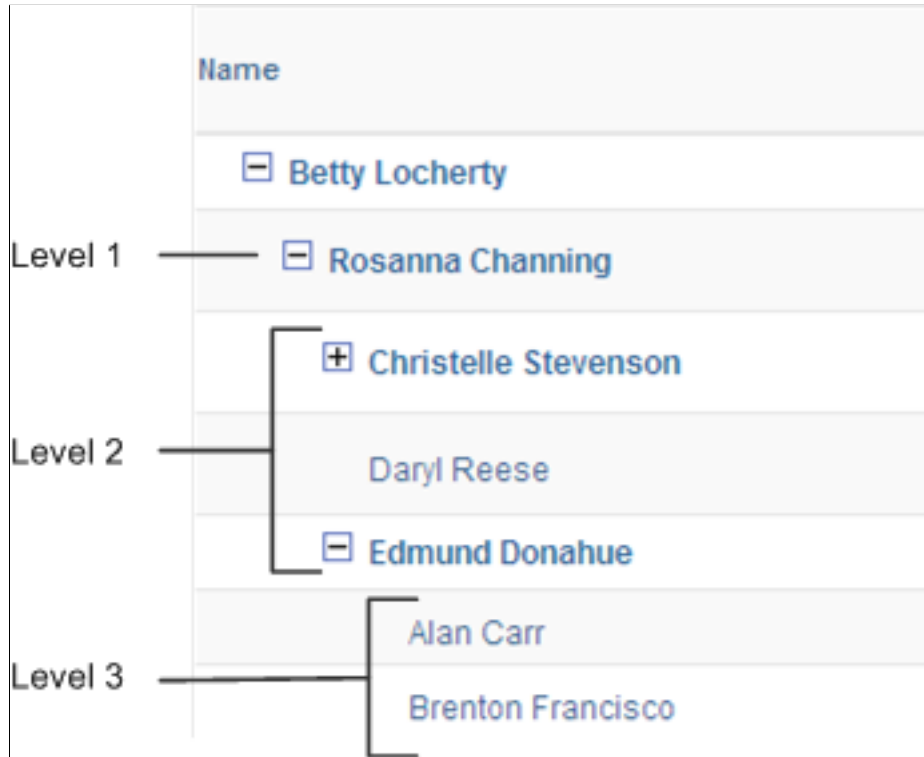 Name
Betty Locherty
Level 1
Rosanna Channing
Christelle Stevenson
Level 2
Daryl Reese
Edmund Donahue
Alan Carr
Level 3
Brenton Francisco